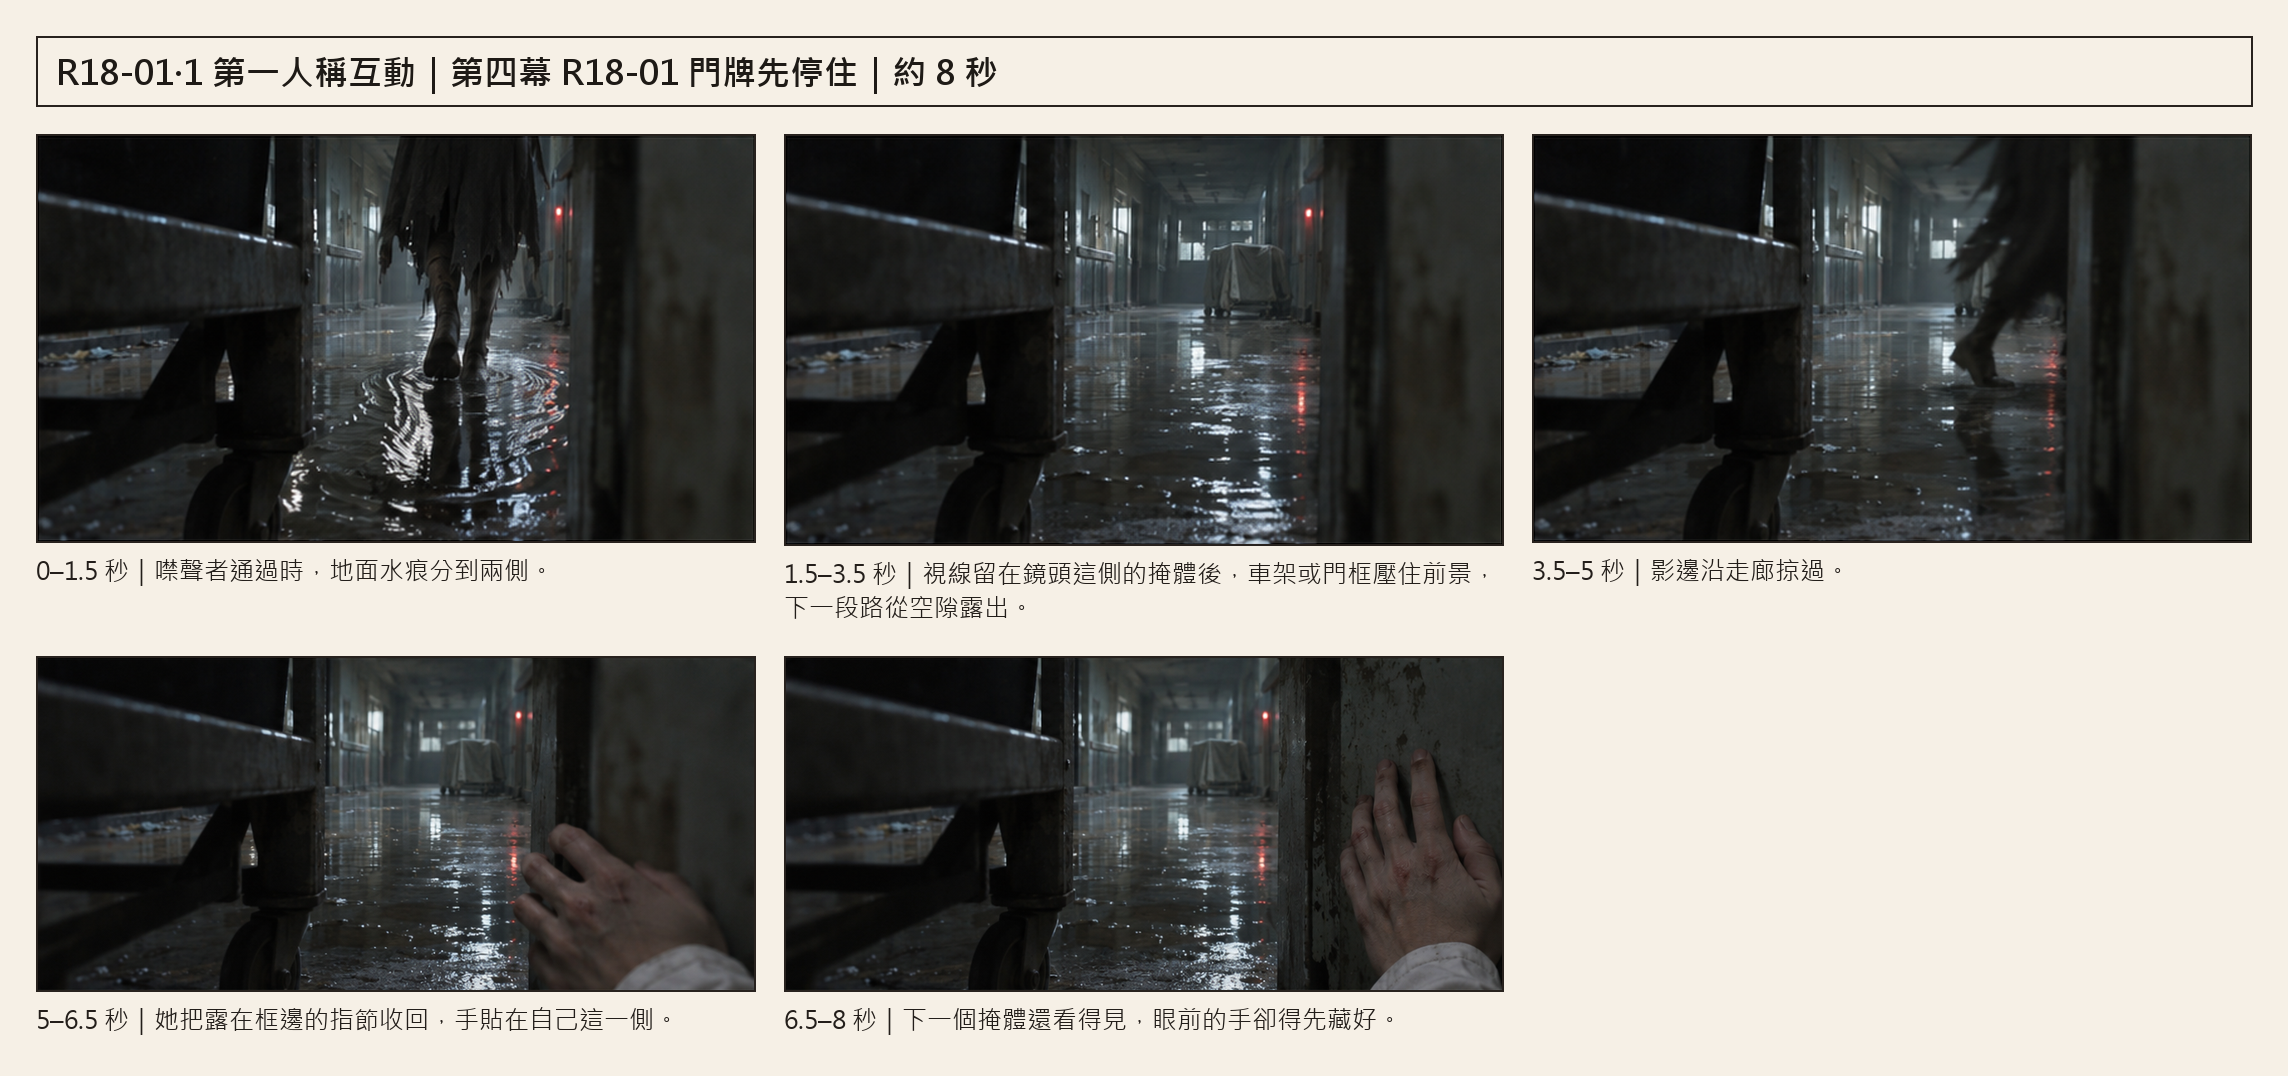 R18-01·1 第一人稱互動｜第四幕 R18-01 門牌先停住｜約 8 秒
0–1.5 秒｜噤聲者通過時，地面水痕分到兩側。
1.5–3.5 秒｜視線留在鏡頭這側的掩體後，車架或門框壓住前景，
下一段路從空隙露出。
3.5–5 秒｜影邊沿走廊掠過。
5–6.5 秒｜她把露在框邊的指節收回，手貼在自己這一側。
6.5–8 秒｜下一個掩體還看得見，眼前的手卻得先藏好。